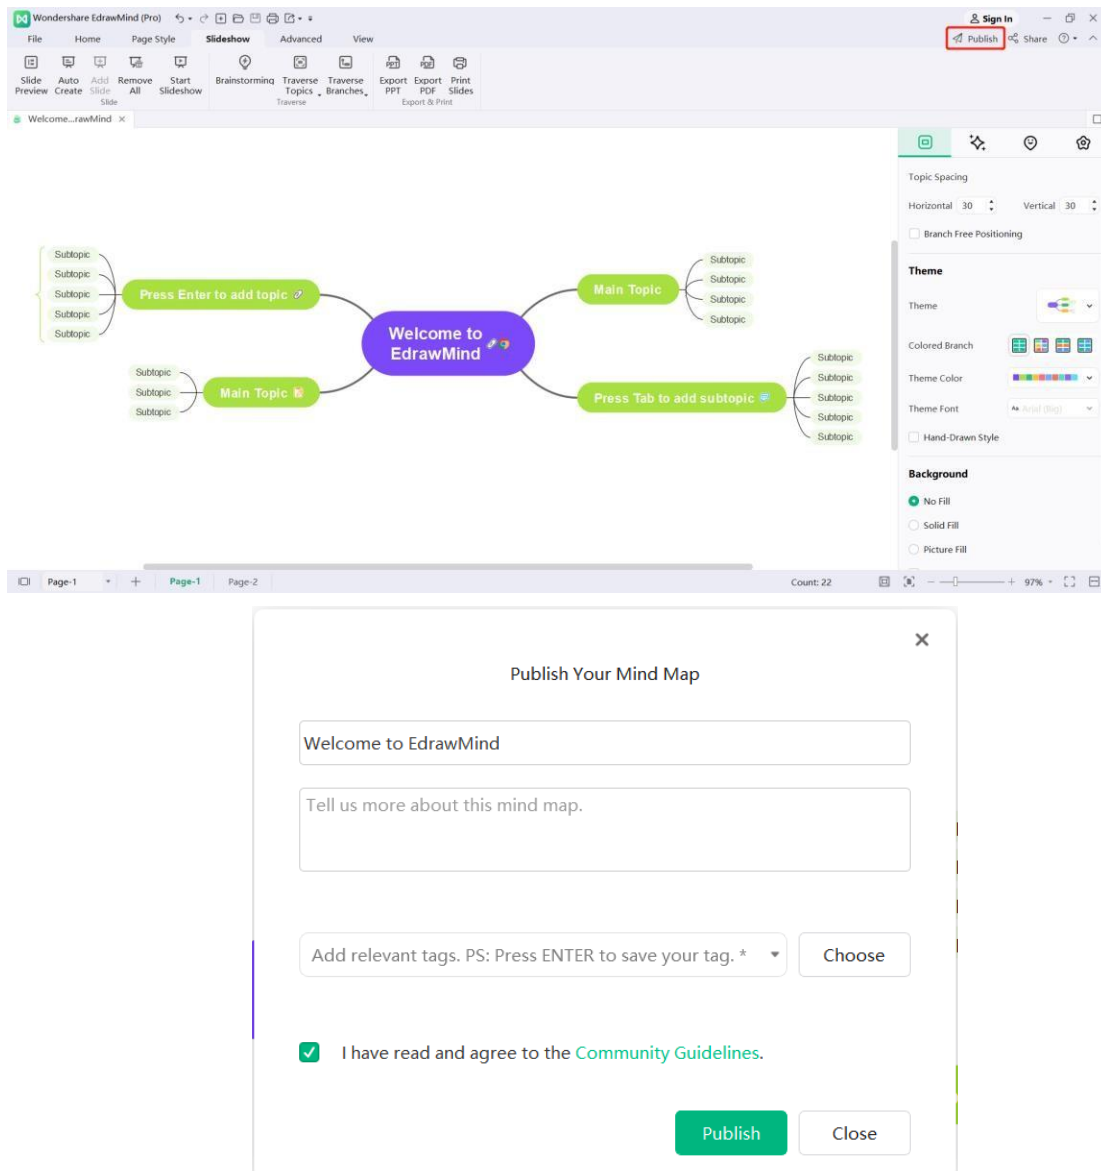 Wondershare EdrawMind (Pro)
Sign In
File Home Page Style Slideshow Advanced View
Publish Share
Slide Preview
Auto Create
Add Slide
Remove All
Start Slideshow
Brainstorming
Traverse Topics
Traverse Branches
Export PPT
Export PDF
Print Slides
Slide
Traverse
Export & Print
Welcome...rawMind
Topic Spacing
Horizontal 30 Vertical 30
Branch Free Positioning
Theme
Theme
Colored Branch
Theme Color
Theme Font Aa Arial (Big)
Hand-Drawn Style
Background
No Fill
Solid Fill
Picture Fill
Subtopic
Subtopic
Subtopic
Subtopic
Subtopic
Press Enter to add topic
Subtopic
Subtopic
Subtopic
Main Topic
Welcome to
EdrawMind
Main Topic
Subtopic
Subtopic
Subtopic
Subtopic
Press Tab to add subtopic
Subtopic
Subtopic
Subtopic
Subtopic
Subtopic
Page-1 Page-1 Page-2 Count: 22 97%
Publish Your Mind Map
Welcome to EdrawMind
Tell us more about this mind map.
Add relevant tags. PS: Press ENTER to save your tag. *
Choose
I have read and agree to the Community Guidelines.
Publish
Close